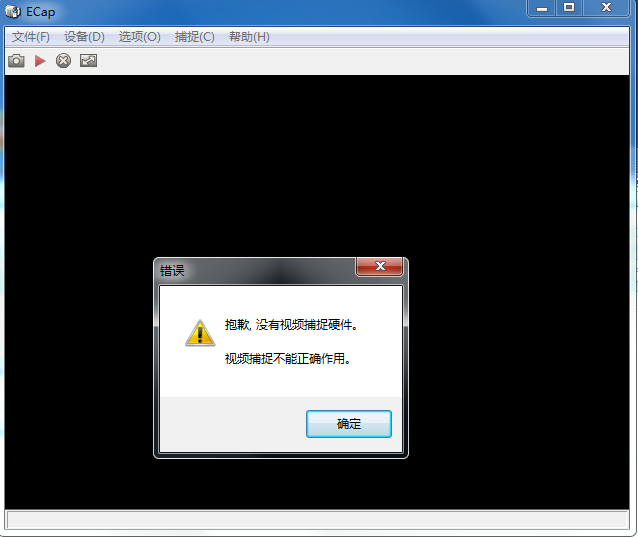 ECap
文件(F) 设备(D) 选项(O) 捕捉(C) 帮助(H)
错误
抱歉, 没有视频捕捉硬件。
视频捕捉不能正确作用。
确定